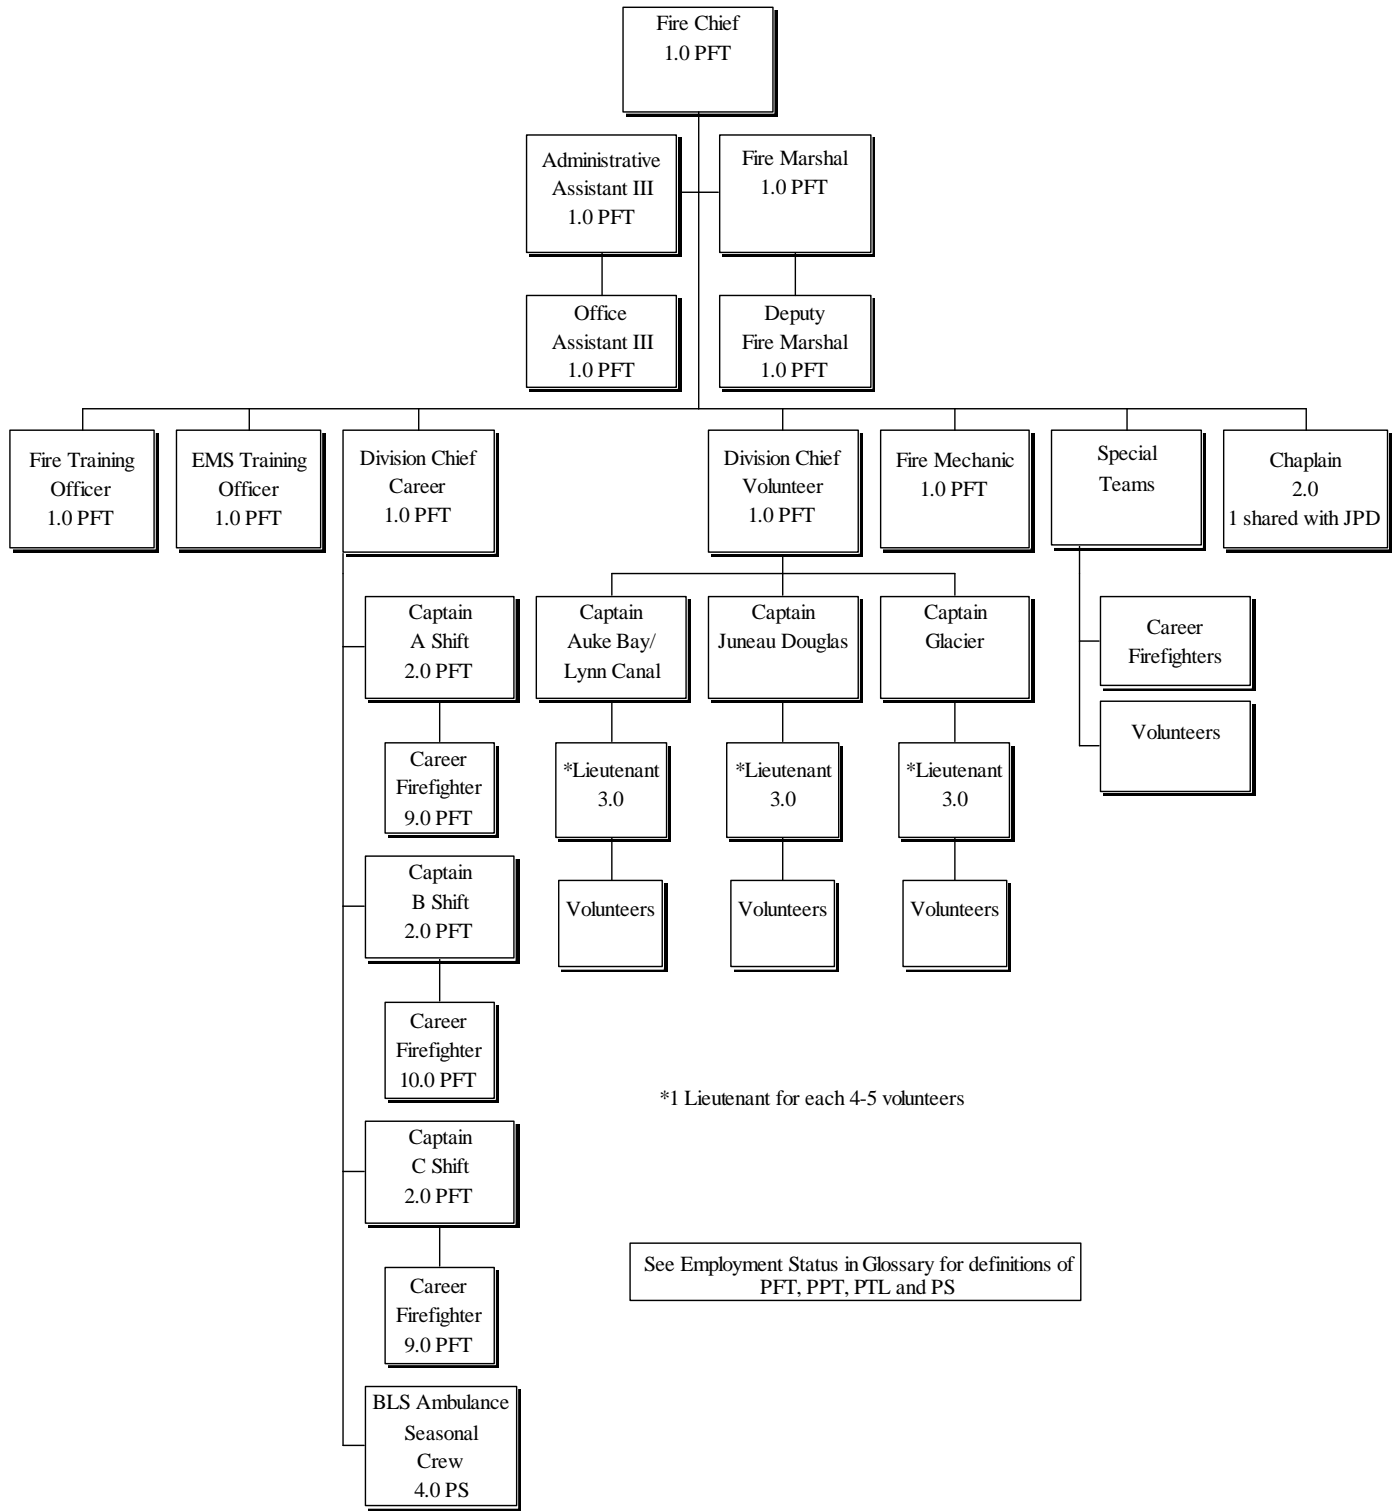 Fire Chief
1.0 PFT
Administrative
Assistant III
1.0 PFT
Fire Marshal
1.0 PFT
Office
Assistant III
1.0 PFT
Deputy
Fire Marshal
1.0 PFT
Fire Training
Officer
1.0 PFT
EMS Training
Officer
1.0 PFT
Division Chief
Career
1.0 PFT
Division Chief
Volunteer
1.0 PFT
Fire Mechanic
1.0 PFT
Special
Teams
Chaplain
2.0
1 shared with JPD
Captain
A Shift
2.0 PFT
Career
Firefighter
9.0 PFT
Captain
B Shift
2.0 PFT
Career
Firefighter
10.0 PFT
Captain
C Shift
2.0 PFT
Career
Firefighter
9.0 PFT
BLS Ambulance
Seasonal
Crew
4.0 PS
Captain
Auke Bay/
Lynn Canal
*Lieutenant
3.0
Volunteers
Captain
Juneau Douglas
*Lieutenant
3.0
Volunteers
Captain
Glacier
*Lieutenant
3.0
Volunteers
Career
Firefighters
Volunteers
*1 Lieutenant for each 4-5 volunteers
See Employment Status in Glossary for definitions of
PFT, PPT, PTL and PS